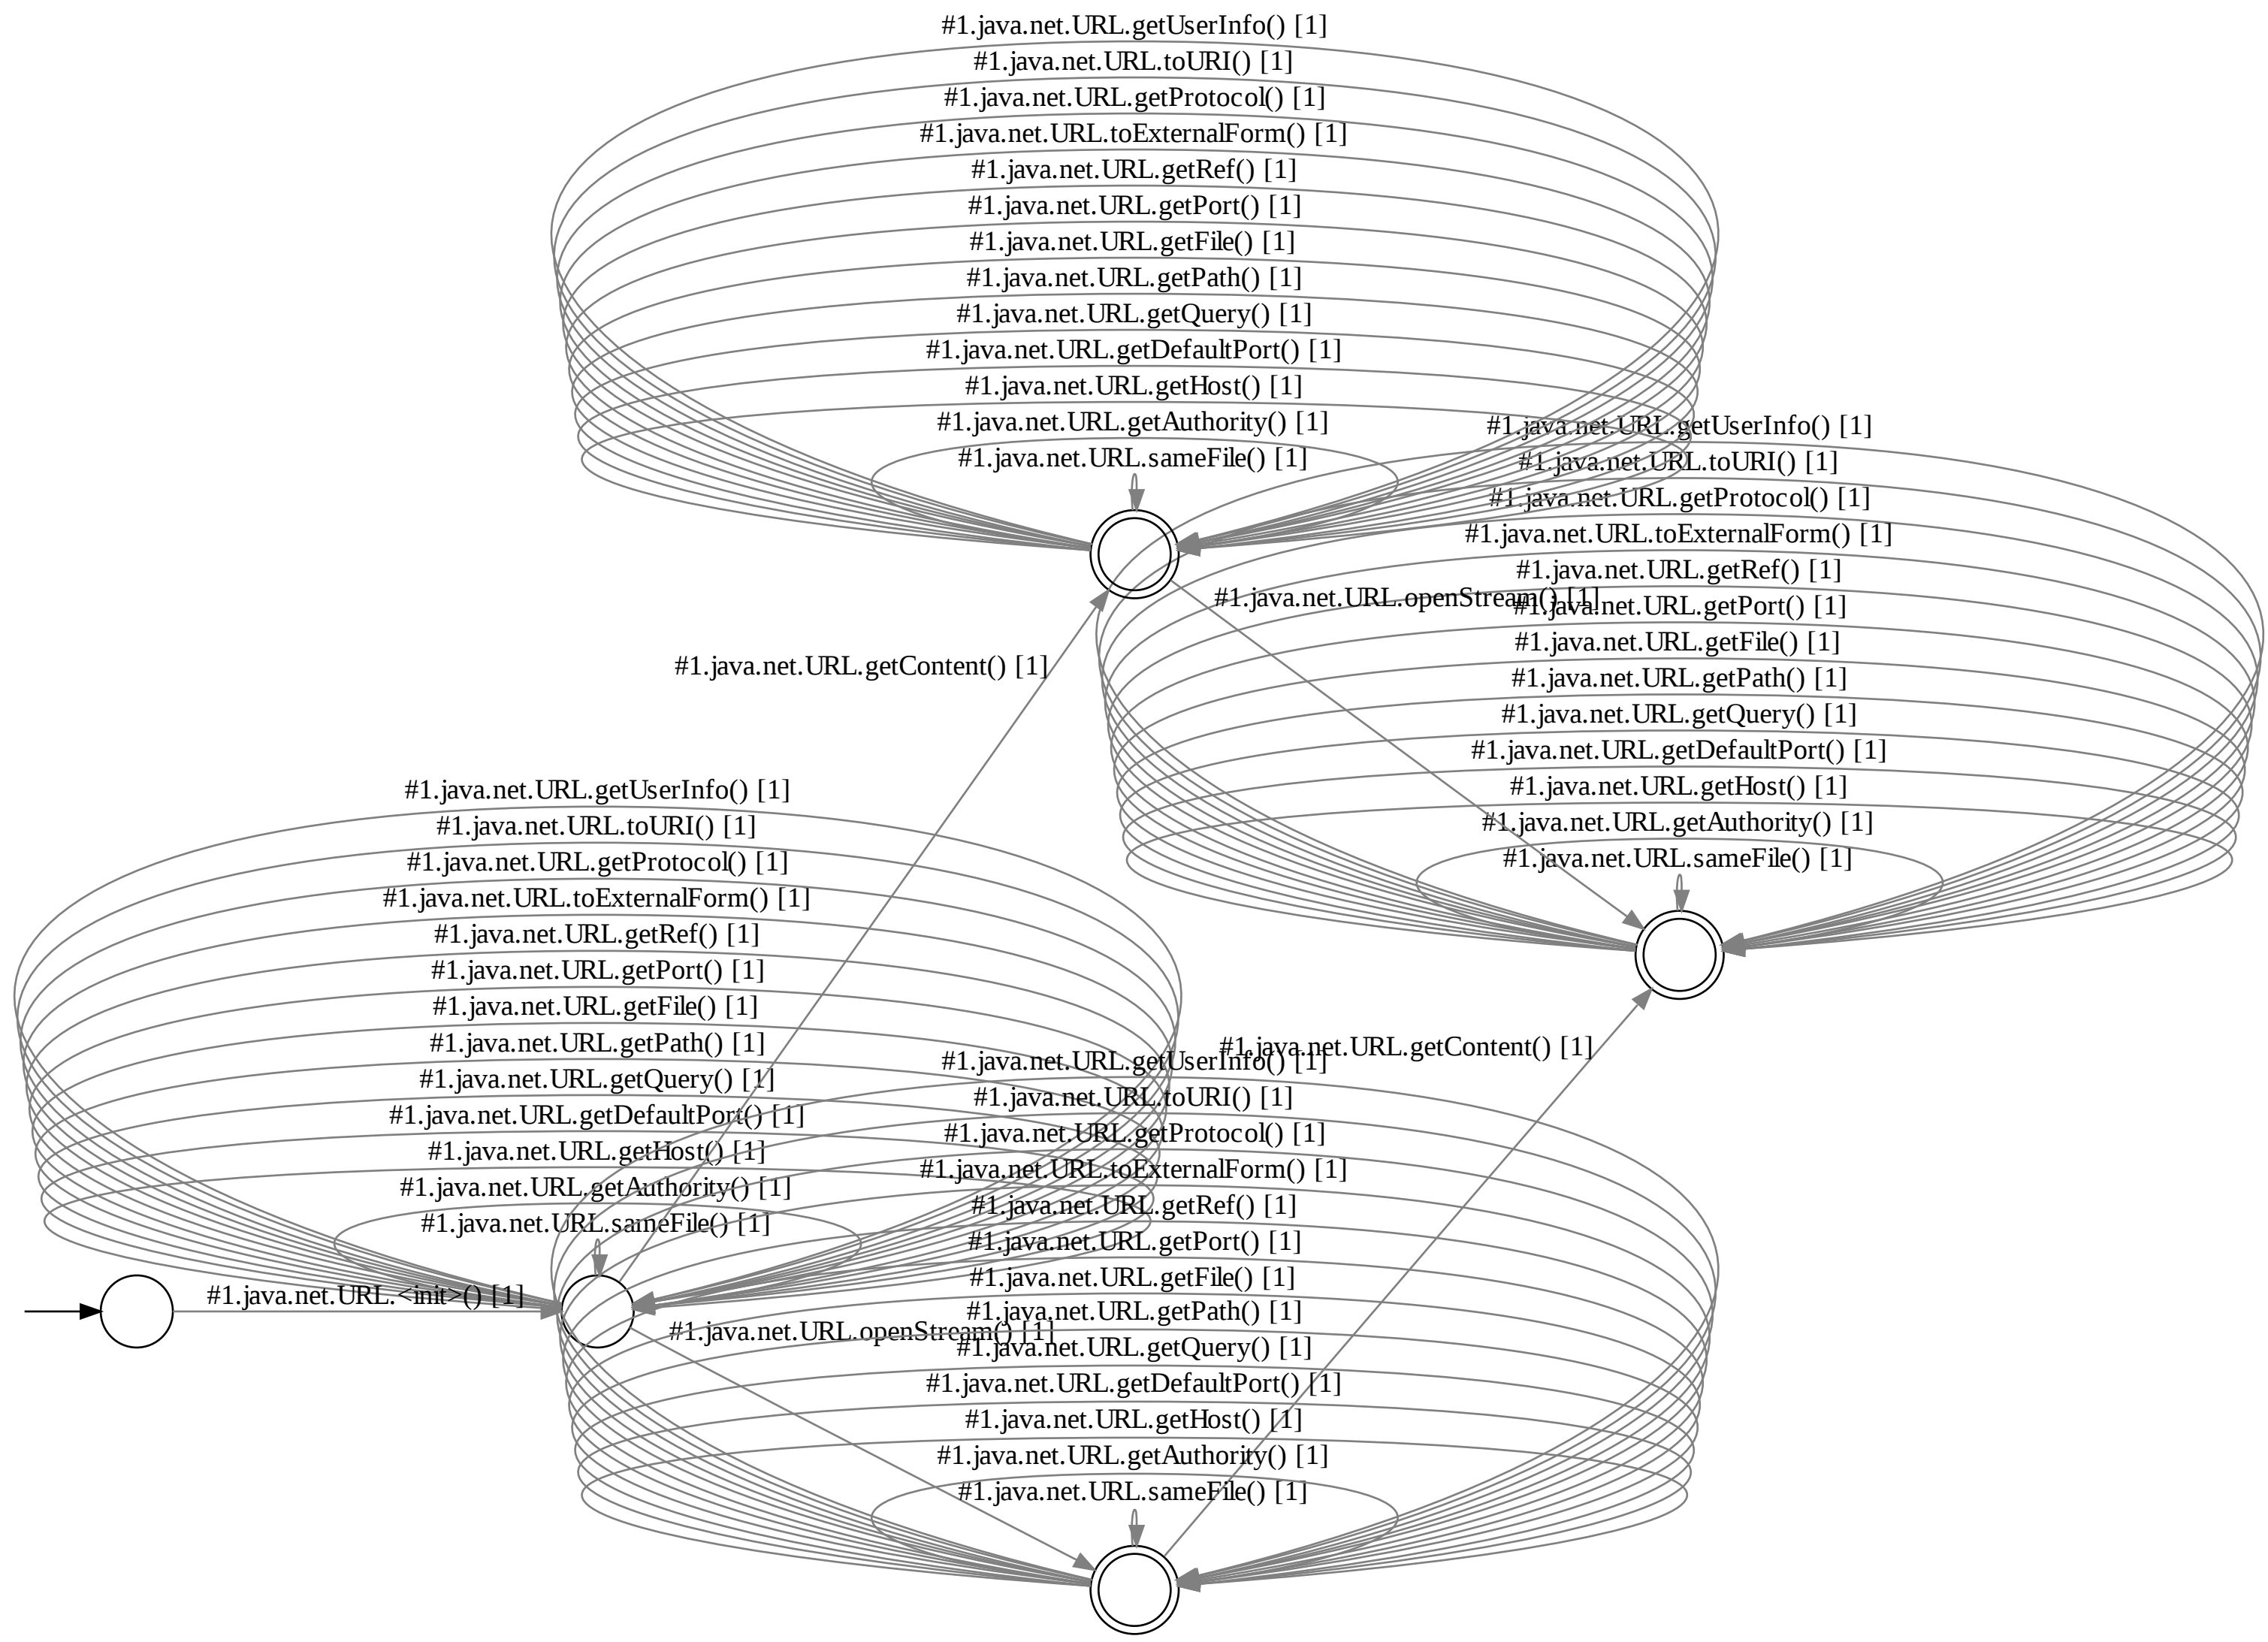 #1.java.net.URL.getUserInfo() [1]
#1.java.net.URL.toURI() [1]
#1.java.net.URL.getProtocol() [1]
#1.java.net.URL.toExternalForm() [1]
#1.java.net.URL.getRef() [1]
#1.java.net.URL.getPort() [1]
#1.java.net.URL.getFile() [1]
#1.java.net.URL.getPath() [1]
#1.java.net.URL.getQuery() [1]
#1.java.net.URL.getDefaultPort() [1]
#1.java.net.URL.getHost() [1]
#1.java.net.URL.getAuthority() [1]
#1.java.net.URL.sameFile() [1]
#1.java.net.URL.getUserInfo() [1]
#1.java.net.URL.toURI() [1]
#1.java.net.URL.getProtocol() [1]
#1.java.net.URL.toExternalForm() [1]
#1.java.net.URL.getRef() [1]
#1.java.net.URL.openStream() [1]
#1.java.net.URL.getPort() [1]
#1.java.net.URL.getFile() [1]
#1.java.net.URL.getPath() [1]
#1.java.net.URL.getQuery() [1]
#1.java.net.URL.getDefaultPort() [1]
#1.java.net.URL.getHost() [1]
#1.java.net.URL.getAuthority() [1]
#1.java.net.URL.sameFile() [1]
#1.java.net.URL.getContent() [1]
#1.java.net.URL.getUserInfo() [1]
#1.java.net.URL.toURI() [1]
#1.java.net.URL.getProtocol() [1]
#1.java.net.URL.toExternalForm() [1]
#1.java.net.URL.getRef() [1]
#1.java.net.URL.getPort() [1]
#1.java.net.URL.getFile() [1]
#1.java.net.URL.getPath() [1]
#1.java.net.URL.getQuery() [1]
#1.java.net.URL.getDefaultPort() [1]
#1.java.net.URL.getHost() [1]
#1.java.net.URL.getAuthority() [1]
#1.java.net.URL.sameFile() [1]
#1.java.net.URL.<init>() [1]
#1.java.net.URL.openStream() [1]
#1.java.net.URL.getContent() [1]
#1.java.net.URL.getUserInfo() [1]
#1.java.net.URL.toURI() [1]
#1.java.net.URL.getProtocol() [1]
#1.java.net.URL.toExternalForm() [1]
#1.java.net.URL.getRef() [1]
#1.java.net.URL.getPort() [1]
#1.java.net.URL.getFile() [1]
#1.java.net.URL.getPath() [1]
#1.java.net.URL.getQuery() [1]
#1.java.net.URL.getDefaultPort() [1]
#1.java.net.URL.getHost() [1]
#1.java.net.URL.getAuthority() [1]
#1.java.net.URL.sameFile() [1]